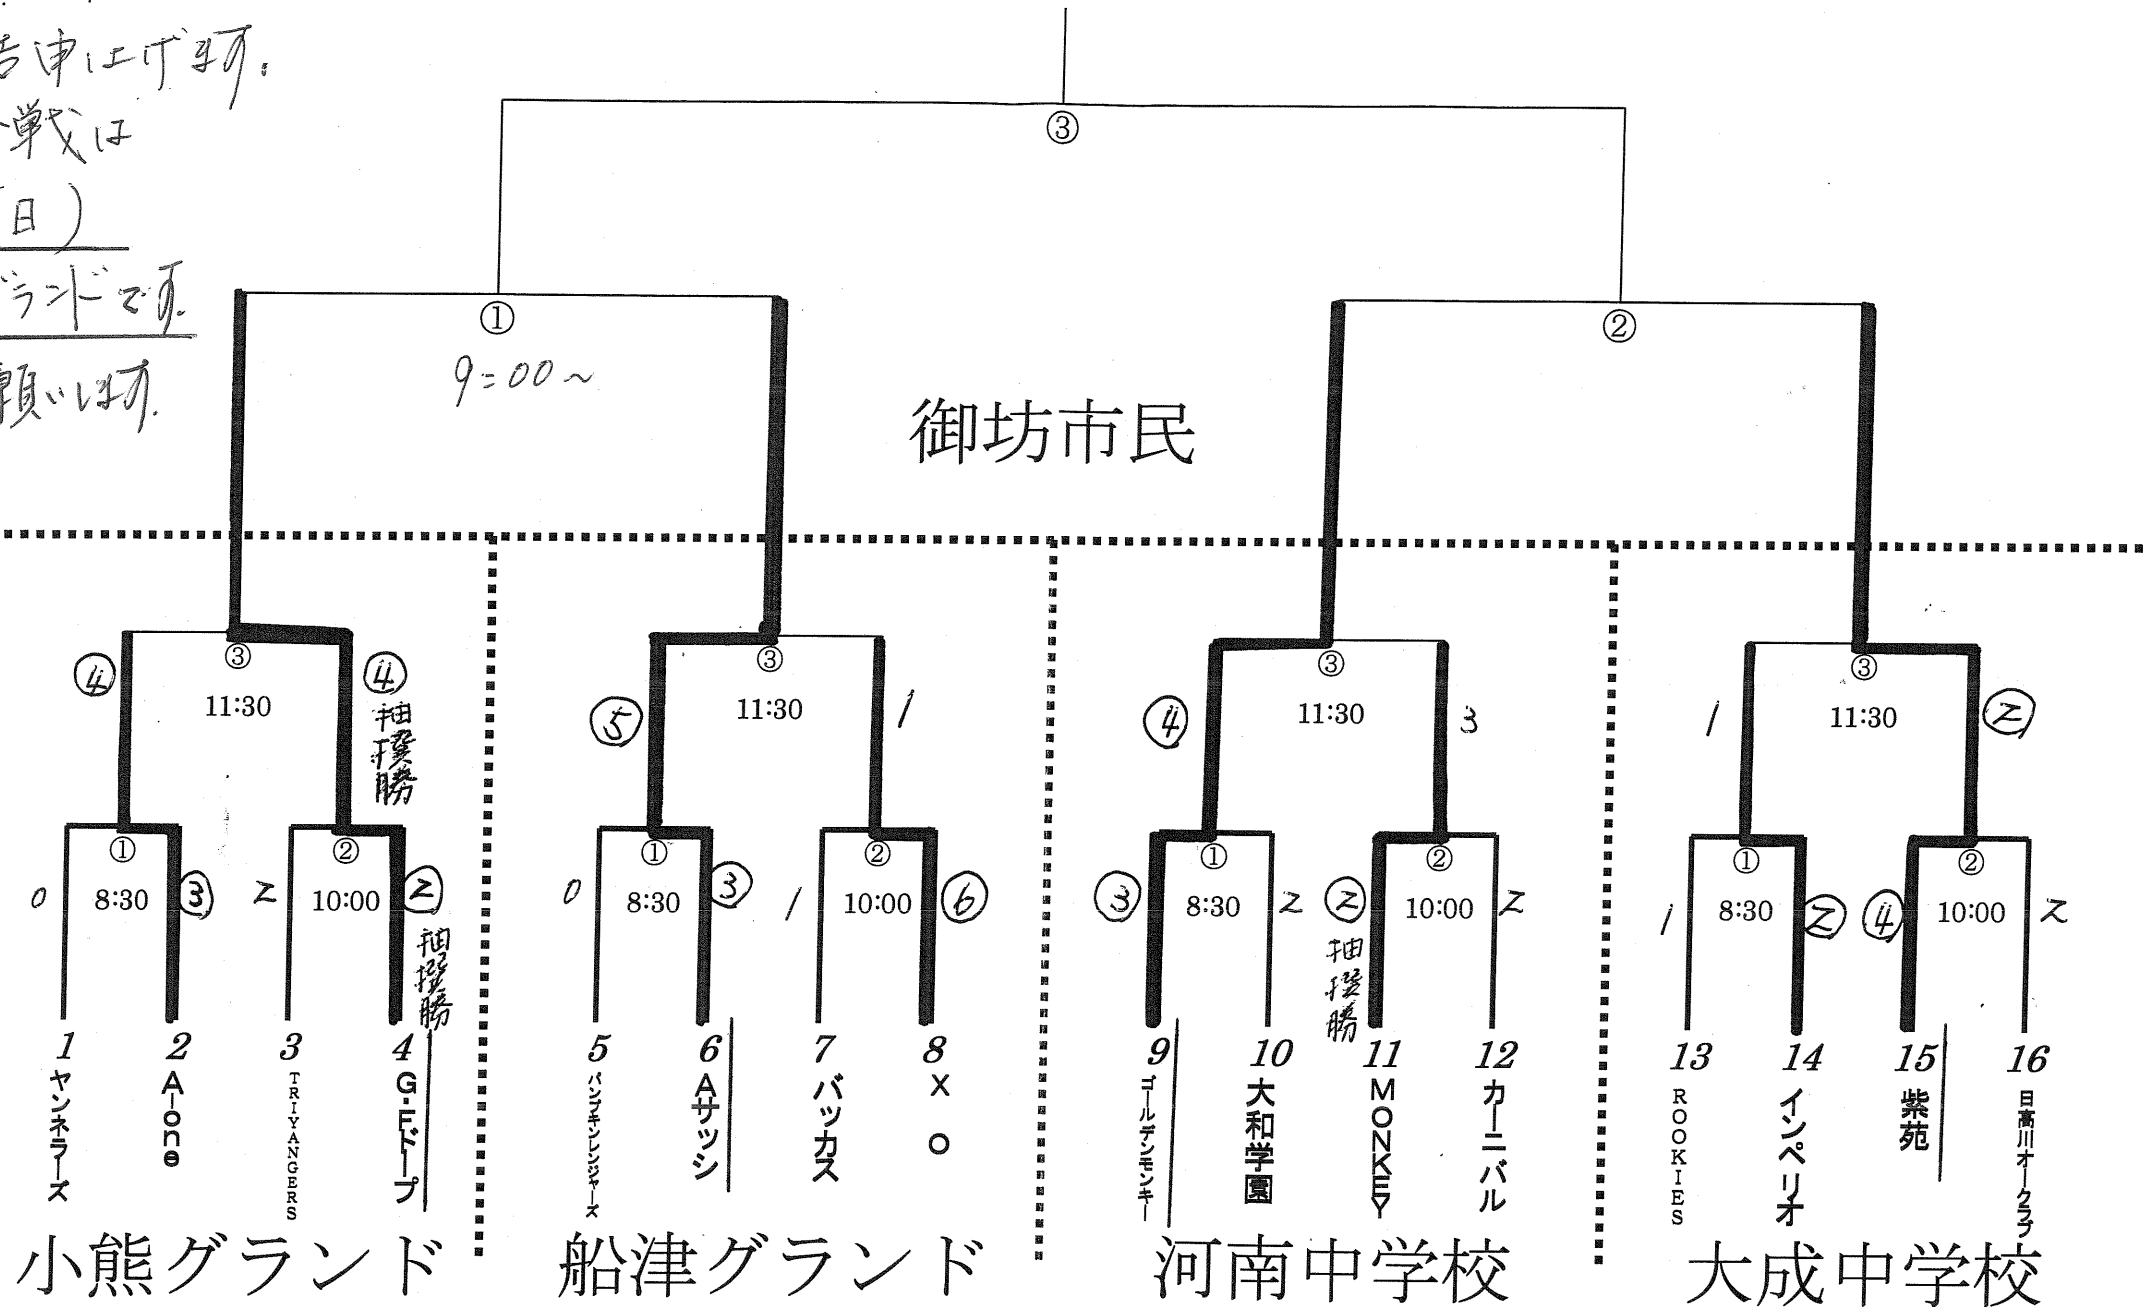 告申し上げます。
戦は
日)
グランドです。
願いします。
③
①
②
9:00~
御坊市民
④
③
11:30
④
抽選勝
⑤
③
11:30
1
④
③
11:30
3
1
③
11:30
②
0
①
8:30
③
2
②
10:00
②
抽選勝
0
①
8:30
③
1
②
10:00
⑥
③
①
8:30
2
②
抽選勝
②
10:00
2
1
①
8:30
②
④
②
10:00
2
1
ヤンネラーズ
2
A-one
3
TRIYANGERS
4
G・Eドープ
5
パンプキンレンジャーズ
6
Aサッシ
7
バッカス
8
X O
9
ゴールデンモンキー
10
大和学園
11
MONKEY
12
カーニバル
13
ROOKIES
14
インペリオ
15
紫苑
16
日高川オークラブ
小熊グランド
船津グランド
河南中学校
大成中学校